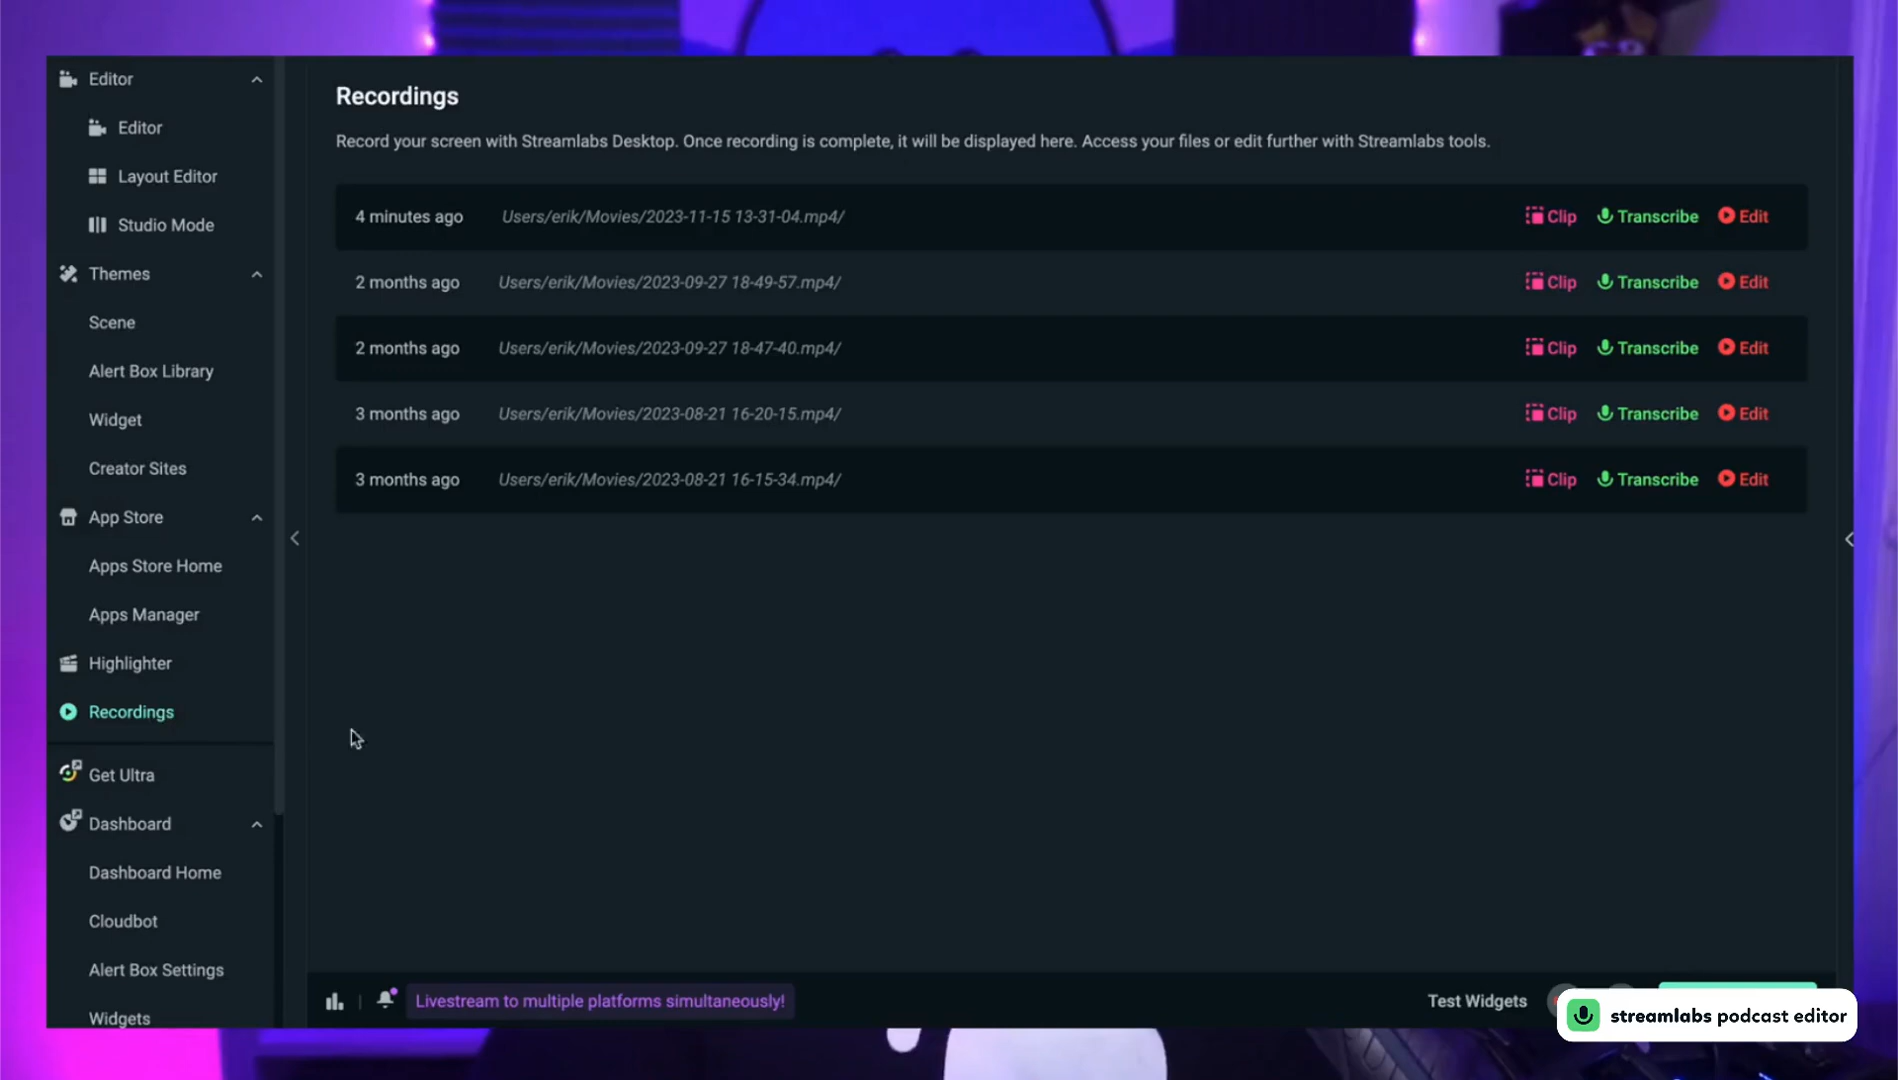 Editor
Editor
Layout Editor
Studio Mode
Themes
Scene
Alert Box Library
Widget
Creator Sites
App Store
Apps Store Home
Apps Manager
Highlighter
Recordings
Get Ultra
Dashboard
Dashboard Home
Cloudbot
Alert Box Settings
Widgets
Recordings
Record your screen with Streamlabs Desktop. Once recording is complete, it will be displayed here. Access your files or edit further with Streamlabs tools.
4 minutes ago Users/erik/Movies/2023-11-15 13-31-04.mp4/ Clip Transcribe Edit
2 months ago Users/erik/Movies/2023-09-27 18-49-57.mp4/ Clip Transcribe Edit
2 months ago Users/erik/Movies/2023-09-27 18-47-40.mp4/ Clip Transcribe Edit
3 months ago Users/erik/Movies/2023-08-21 16-20-15.mp4/ Clip Transcribe Edit
3 months ago Users/erik/Movies/2023-08-21 16-15-34.mp4/ Clip Transcribe Edit
Livestream to multiple platforms simultaneously! Test Widgets
streamlabs podcast editor